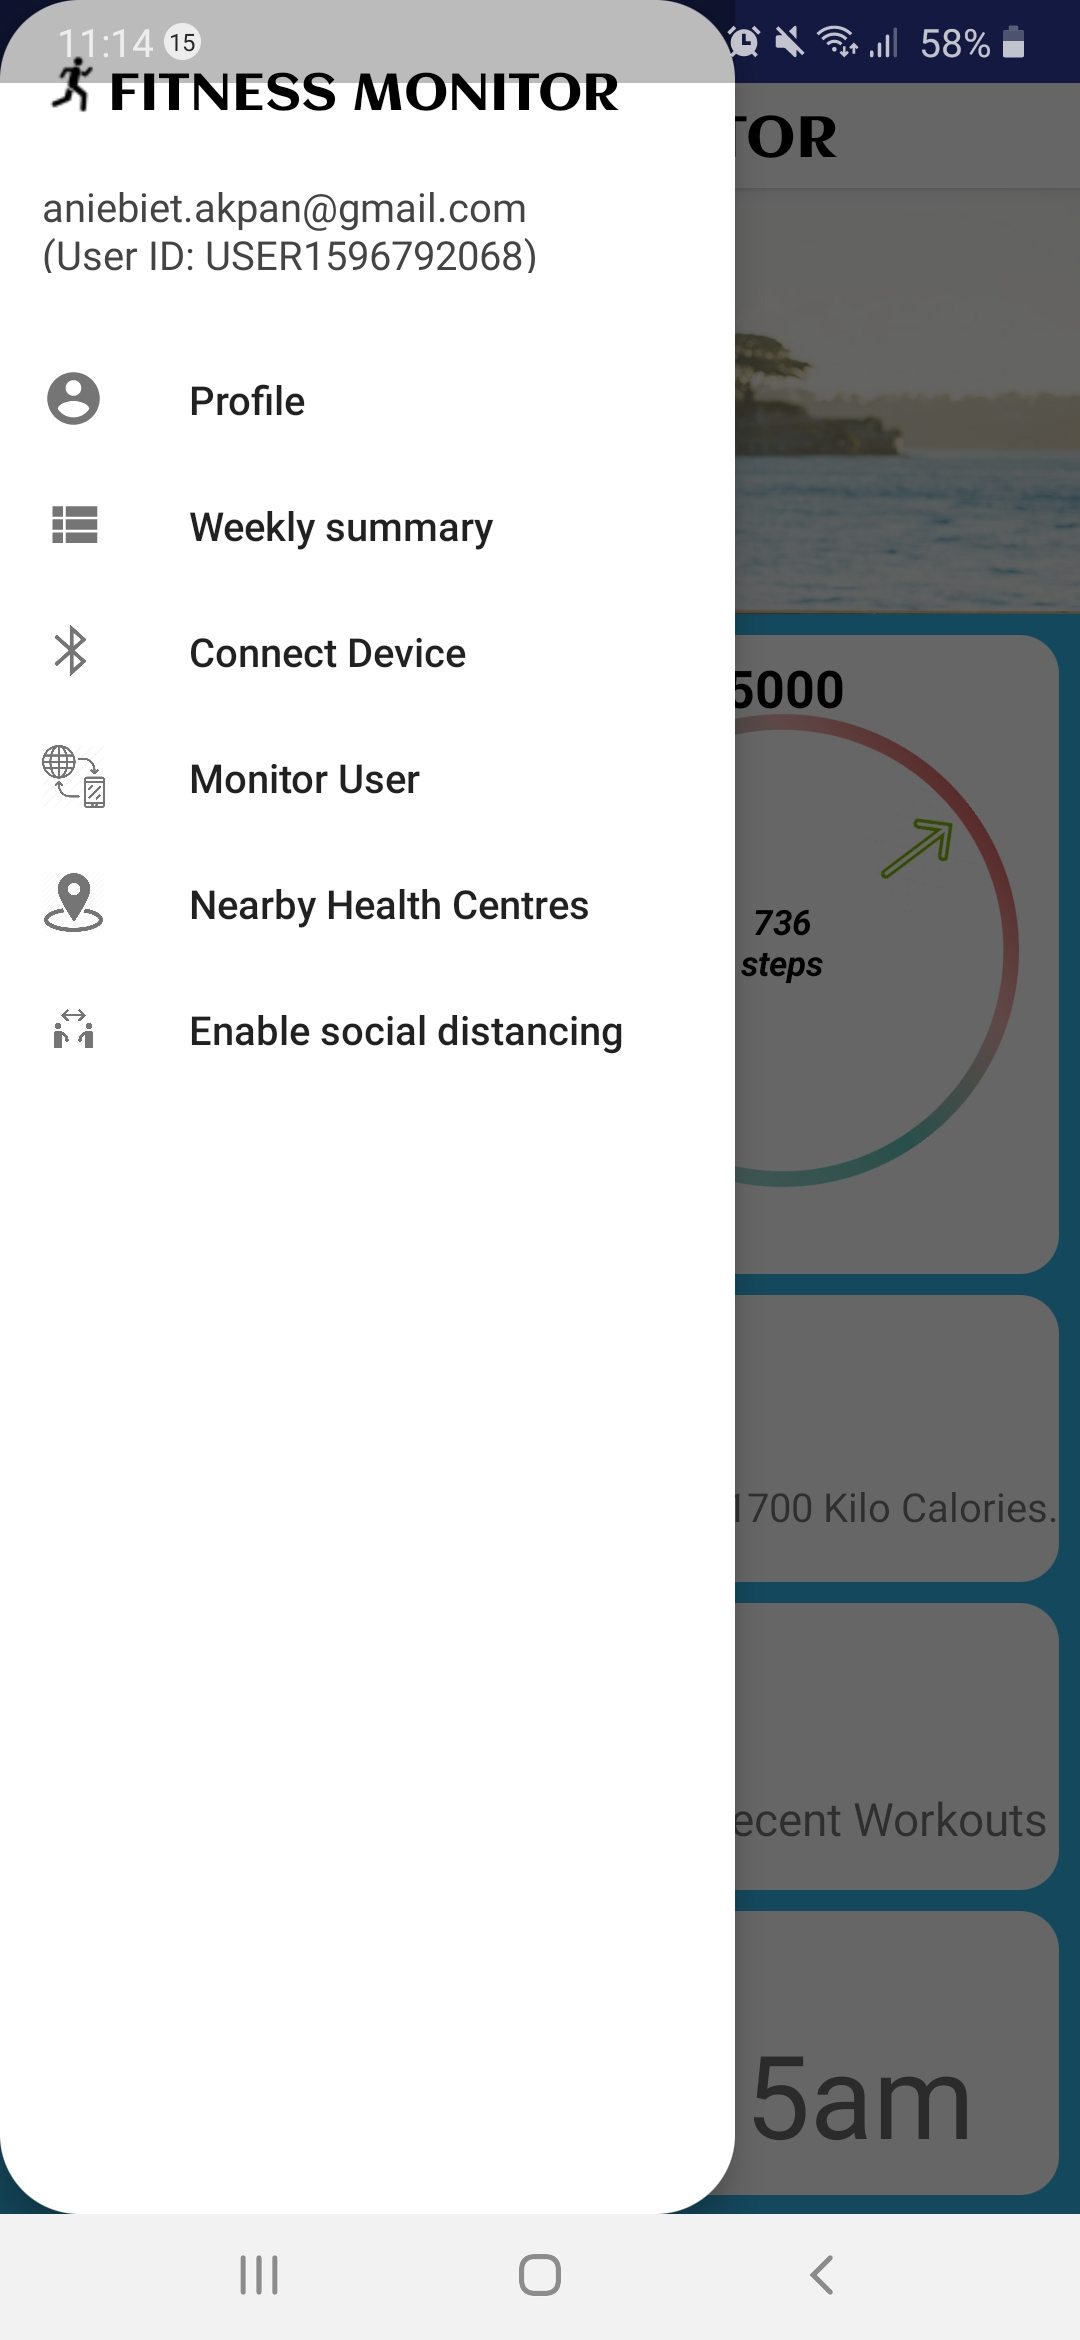 11:14 15 58%
FITNESS MONITOR
aniebiet.akpan@gmail.com
(User ID: USER1596792068)
Profile
Weekly summary
Connect Device
Monitor User
Nearby Health Centres
Enable social distancing
TOR
5000
736
steps
1700 Kilo Calories.
ecent Workouts
5am